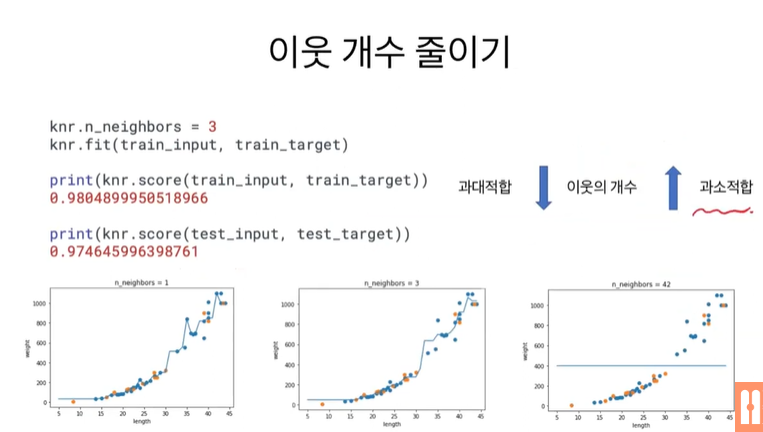 이웃 개수 줄이기
knr.n_neighbors = 3
knr.fit(train_input, train_target)
print(knr.score(train_input, train_target))
0.9804899950518966
print(knr.score(test_input, test_target))
0.974645996398761
과대적합
이웃의 개수
과소적합
n_neighbors = 1
weight
1000
800
600
400
200
0
5 10 15 20 25 30 35 40 45
length
n_neighbors = 3
weight
1000
800
600
400
200
0
5 10 15 20 25 30 35 40 45
length
n_neighbors = 42
weight
1000
800
600
400
200
0
5 10 15 20 25 30 35 40 45
length